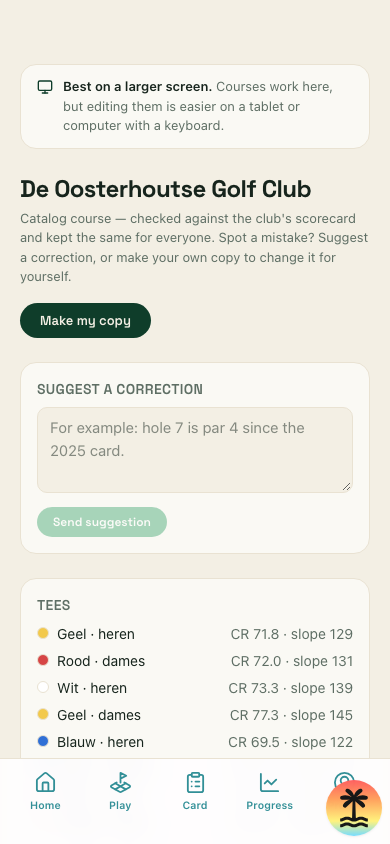 Best on a larger screen. Courses work here,
but editing them is easier on a tablet or
computer with a keyboard.
De Oosterhoutse Golf Club
Catalog course — checked against the club's scorecard
and kept the same for everyone. Spot a mistake? Suggest
a correction, or make your own copy to change it for
yourself.
Make my copy
SUGGEST A CORRECTION
For example: hole 7 is par 4 since the
2025 card.
Send suggestion
TEES
Geel · heren CR 71.8 · slope 129
Rood · dames CR 72.0 · slope 131
Wit · heren CR 73.3 · slope 139
Geel · dames CR 77.3 · slope 145
Blauw · heren CR 69.5 · slope 122
Home Play Card Progress